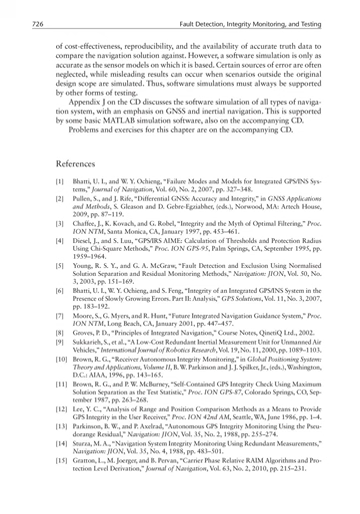 726 Fault Detection, Integrity Monitoring, and Testing
of cost-effectiveness, reproducibility, and the availability of accurate truth data to
compare the navigation solution against. However, a software simulation is only as
accurate as the sensor models on which it is based. Certain sources of error are often
neglected, while misleading results can occur when scenarios outside the original
design scope are simulated. Thus, software simulations must always be supported
by other forms of testing.
Appendix J on the CD discusses the software simulation of all types of naviga-
tion system, with an emphasis on GNSS and inertial navigation. This is supported
by some basic MATLAB simulation software, also on the accompanying CD.
Problems and exercises for this chapter are on the accompanying CD.
References
[1] Bhatti, U. I., and W. Y. Ochieng, “Failure Modes and Models for Integrated GPS/INS Sys-
tems,” Journal of Navigation, Vol. 60, No. 2, 2007, pp. 327–348.
[2] Pullen, S., and J. Rife, “Differential GNSS: Accuracy and Integrity,” in GNSS Applications
and Methods, S. Gleason and D. Gebre-Egziabher, (eds.), Norwood, MA: Artech House,
2009, pp. 87–119.
[3] Chaffee, J., K. Kovach, and G. Robel, “Integrity and the Myth of Optimal Filtering,” Proc.
ION NTM, Santa Monica, CA, January 1997, pp. 453–461.
[4] Diesel, J., and S. Luu, “GPS/IRS AIME: Calculation of Thresholds and Protection Radius
Using Chi-Square Methods,” Proc. ION GPS-95, Palm Springs, CA, September 1995, pp.
1959–1964.
[5] Young, R. S. Y., and G. A. McGraw, “Fault Detection and Exclusion Using Normalised
Solution Separation and Residual Monitoring Methods,” Navigation: JION, Vol. 50, No.
3, 2003, pp. 151–169.
[6] Bhatti, U. I., W. Y. Ochieng, and S. Feng, “Integrity of an Integrated GPS/INS System in the
Presence of Slowly Growing Errors. Part II: Analysis,” GPS Solutions, Vol. 11, No. 3, 2007,
pp. 183–192.
[7] Moore, S., G. Myers, and R. Hunt, “Future Integrated Navigation Guidance System,” Proc.
ION NTM, Long Beach, CA, January 2001, pp. 447–457.
[8] Groves, P. D., “Principles of Integrated Navigation,” Course Notes, QinetiQ Ltd., 2002.
[9] Sukkarieh, S., et al., “A Low-Cost Redundant Inertial Measurement Unit for Unmanned Air
Vehicles,” International Journal of Robotics Research, Vol. 19, No. 11, 2000, pp. 1089–1103.
[10] Brown, R. G., “Receiver Autonomous Integrity Monitoring,” in Global Positioning System:
Theory and Applications, Volume II, B. W. Parkinson and J. J. Spilker, Jr., (eds.), Washington,
D.C.: AIAA, 1996, pp. 143–165.
[11] Brown, R. G., and P. W. McBurney, “Self-Contained GPS Integrity Check Using Maximum
Solution Separation as the Test Statistic,” Proc. ION GPS-87, Colorado Springs, CO, Sep-
tember 1987, pp. 263–268.
[12] Lee, Y. C., “Analysis of Range and Position Comparison Methods as a Means to Provide
GPS Integrity in the User Receiver,” Proc. ION 42nd AM, Seattle, WA, June 1986, pp. 1–4.
[13] Parkinson, B. W., and P. Axelrad, “Autonomous GPS Integrity Monitoring Using the Pseu-
dorange Residual,” Navigation: JION, Vol. 35, No. 2, 1988, pp. 255–274.
[14] Sturza, M. A., “Navigation System Integrity Monitoring Using Redundant Measurements,”
Navigation: JION, Vol. 35, No. 4, 1988, pp. 483–501.
[15] Gratton, L., M. Joerger, and B. Pervan, “Carrier Phase Relative RAIM Algorithms and Pro-
tection Level Derivation,” Journal of Navigation, Vol. 63, No. 2, 2010, pp. 215–231.